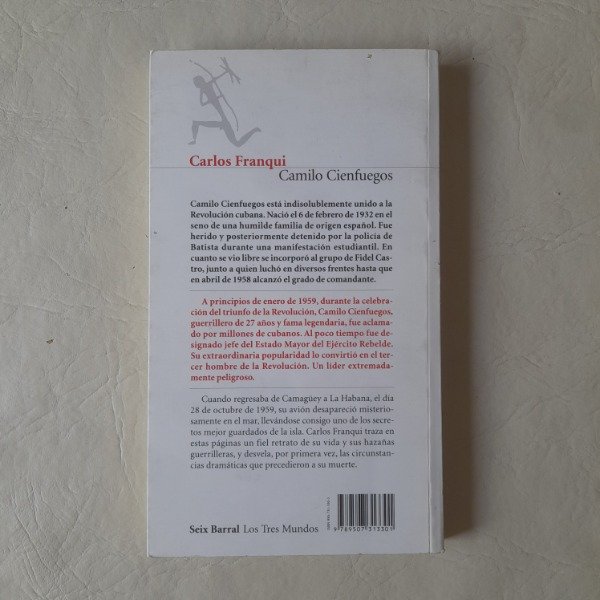 Carlos Franqui
Camilo Cienfuegos
Camilo Cienfuegos está indisolublemente unido a la
Revolución cubana. Nació el 6 de febrero de 1932 en el
seno de una humilde familia de origen español. Fue
herido y posteriormente detenido por la policía de
Batista durante una manifestación estudiantil. En
cuanto se vio libre se incorporó al grupo de Fidel Cas-
tro, junto a quien luchó en diversos frentes hasta que
en abril de 1958 alcanzó el grado de comandante.
A principios de enero de 1959, durante la celebra-
ción del triunfo de la Revolución, Camilo Cienfuegos,
guerrillero de 27 años y fama legendaria, fue aclama-
do por millones de cubanos. Al poco tiempo fue de-
signado jefe del Estado Mayor del Ejército Rebelde.
Su extraordinaria popularidad lo convirtió en el ter-
cer hombre de la Revolución. Un líder extremada-
mente peligroso.
Cuando regresaba de Camagüey a La Habana, el día
28 de octubre de 1959, su avión desapareció misterio-
samente en el mar, llevándose consigo uno de los secre-
tos mejor guardados de la isla. Carlos Franqui traza en
estas páginas un fiel retrato de su vida y sus hazañas
guerrilleras, y desvela, por primera vez, las circunstan-
cias dramáticas que precedieron a su muerte.
Seix Barral Los Tres Mundos
9 789507 313301